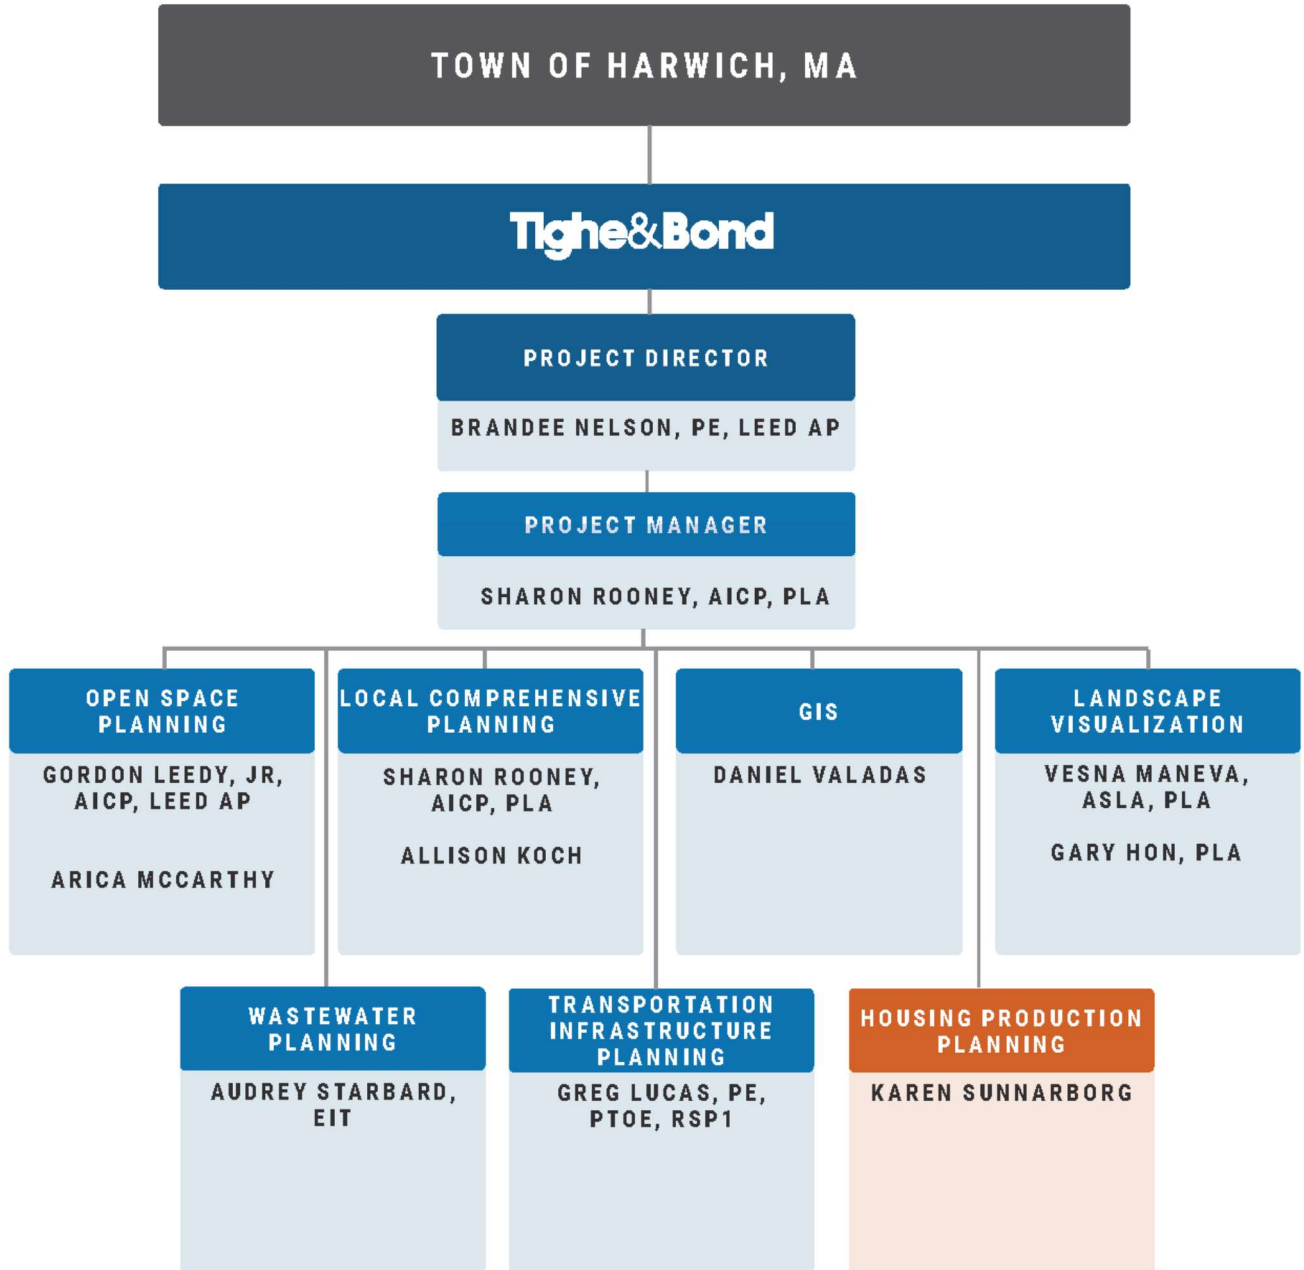 TOWN OF HARWICH, MA
Tighe&Bond
PROJECT DIRECTOR
BRANDEE NELSON, PE, LEED AP
PROJECT MANAGER
SHARON ROONEY, AICP, PLA
OPEN SPACE
PLANNING
GORDON LEEDY, JR,
AICP, LEED AP
ARICA MCCARTHY
LOCAL COMPREHENSIVE
PLANNING
SHARON ROONEY,
AICP, PLA
ALLISON KOCH
GIS
DANIEL VALADAS
LANDSCAPE
VISUALIZATION
VESNA MANEVA,
ASLA, PLA
GARY HON, PLA
WASTEWATER
PLANNING
AUDREY STARBARD,
EIT
TRANSPORTATION
INFRASTRUCTURE
PLANNING
GREG LUCAS, PE,
PTOE, RSP1
HOUSING PRODUCTION
PLANNING
KAREN SUNNARBORG